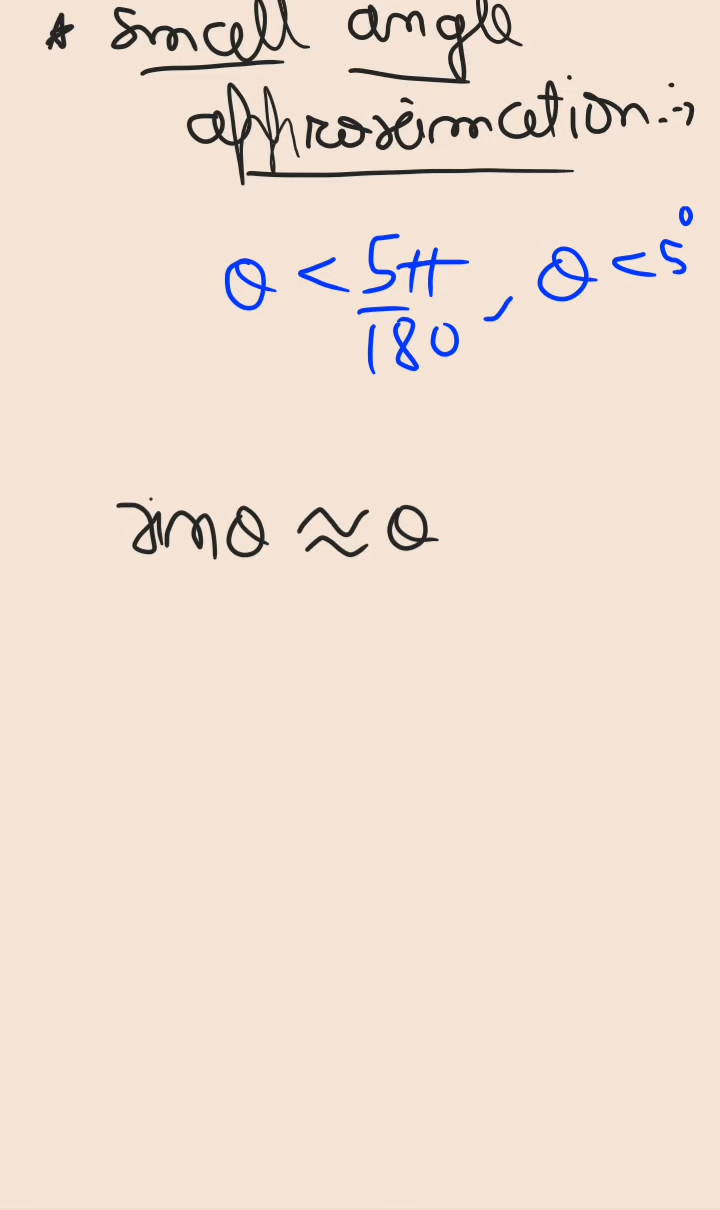 * small angle
approximation :→
θ < 5π/180 , θ < 5°
sinθ ≈ θ